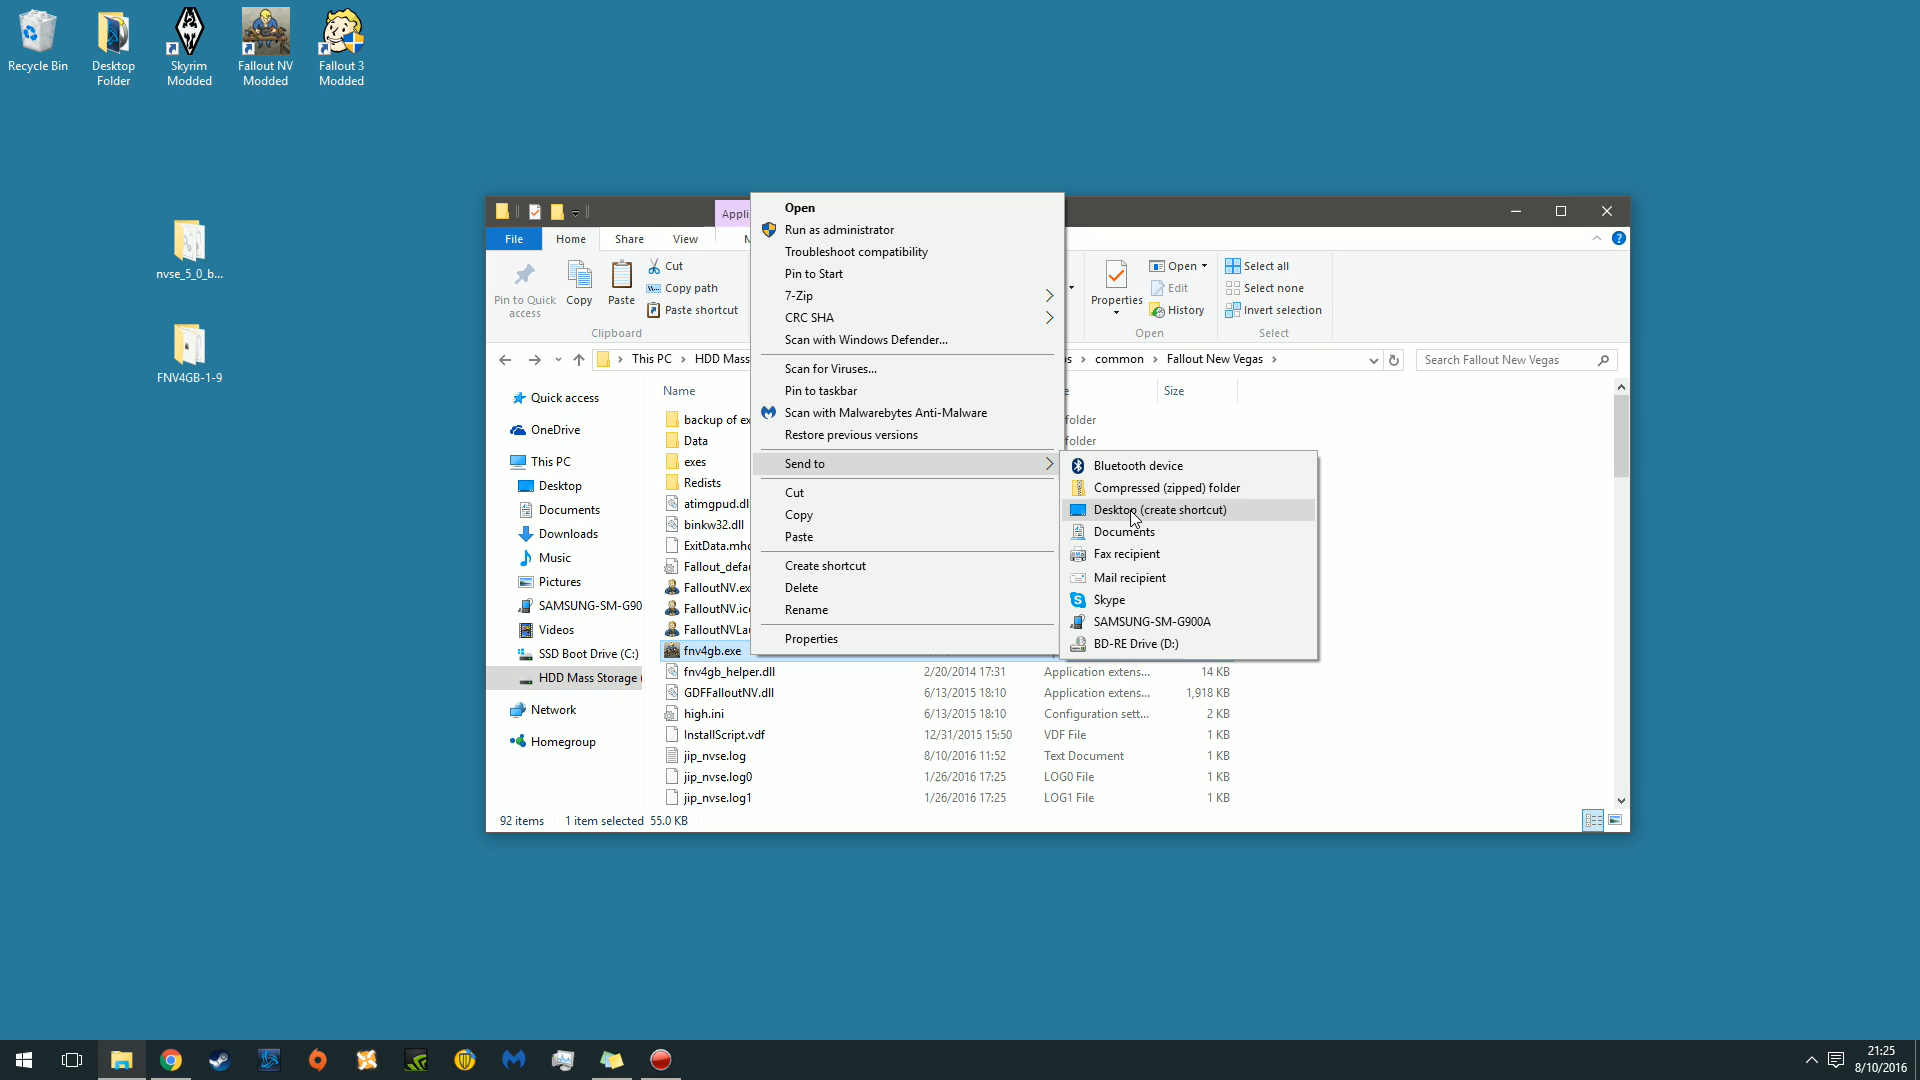 Recycle Bin
Desktop
Folder
Skyrim
Modded
Fallout NV
Modded
Fallout 3
Modded
nvse_5_0_b...
FNV4GB-1-9
Appli
File
Home
Share
View
Pin to Quick
access
Copy
Paste
Cut
Copy path
Paste shortcut
Clipboard
Properties
Open
Edit
History
Open
Select all
Select none
Invert selection
Select
This PC
HDD Mass
common
Fallout New Vegas
Search Fallout New Vegas
Quick access
OneDrive
This PC
Desktop
Documents
Downloads
Music
Pictures
SAMSUNG-SM-G90
Videos
SSD Boot Drive (C:)
HDD Mass Storage (
Network
Homegroup
Name
Size
backup of ex
folder
Data
folder
exes
Redists
atimgpud.dl
binkw32.dll
ExitData.mhc
Fallout_defau
FalloutNV.ex
FalloutNV.ico
FalloutNVLau
fnv4gb.exe
fnv4gb_helper.dll 2/20/2014 17:31 Application extens... 14 KB
GDFFalloutNV.dll 6/13/2015 18:10 Application extens... 1,918 KB
high.ini 6/13/2015 18:10 Configuration sett... 2 KB
InstallScript.vdf 12/31/2015 15:50 VDF File 1 KB
jip_nvse.log 8/10/2016 11:52 Text Document 1 KB
jip_nvse.log0 1/26/2016 17:25 LOG0 File 1 KB
jip_nvse.log1 1/26/2016 17:25 LOG1 File 1 KB
92 items 1 item selected 55.0 KB
Open
Run as administrator
Troubleshoot compatibility
Pin to Start
7-Zip
CRC SHA
Scan with Windows Defender...
Scan for Viruses...
Pin to taskbar
Scan with Malwarebytes Anti-Malware
Restore previous versions
Send to
Cut
Copy
Paste
Create shortcut
Delete
Rename
Properties
Bluetooth device
Compressed (zipped) folder
Desktop (create shortcut)
Documents
Fax recipient
Mail recipient
Skype
SAMSUNG-SM-G900A
BD-RE Drive (D:)
21:25
8/10/2016